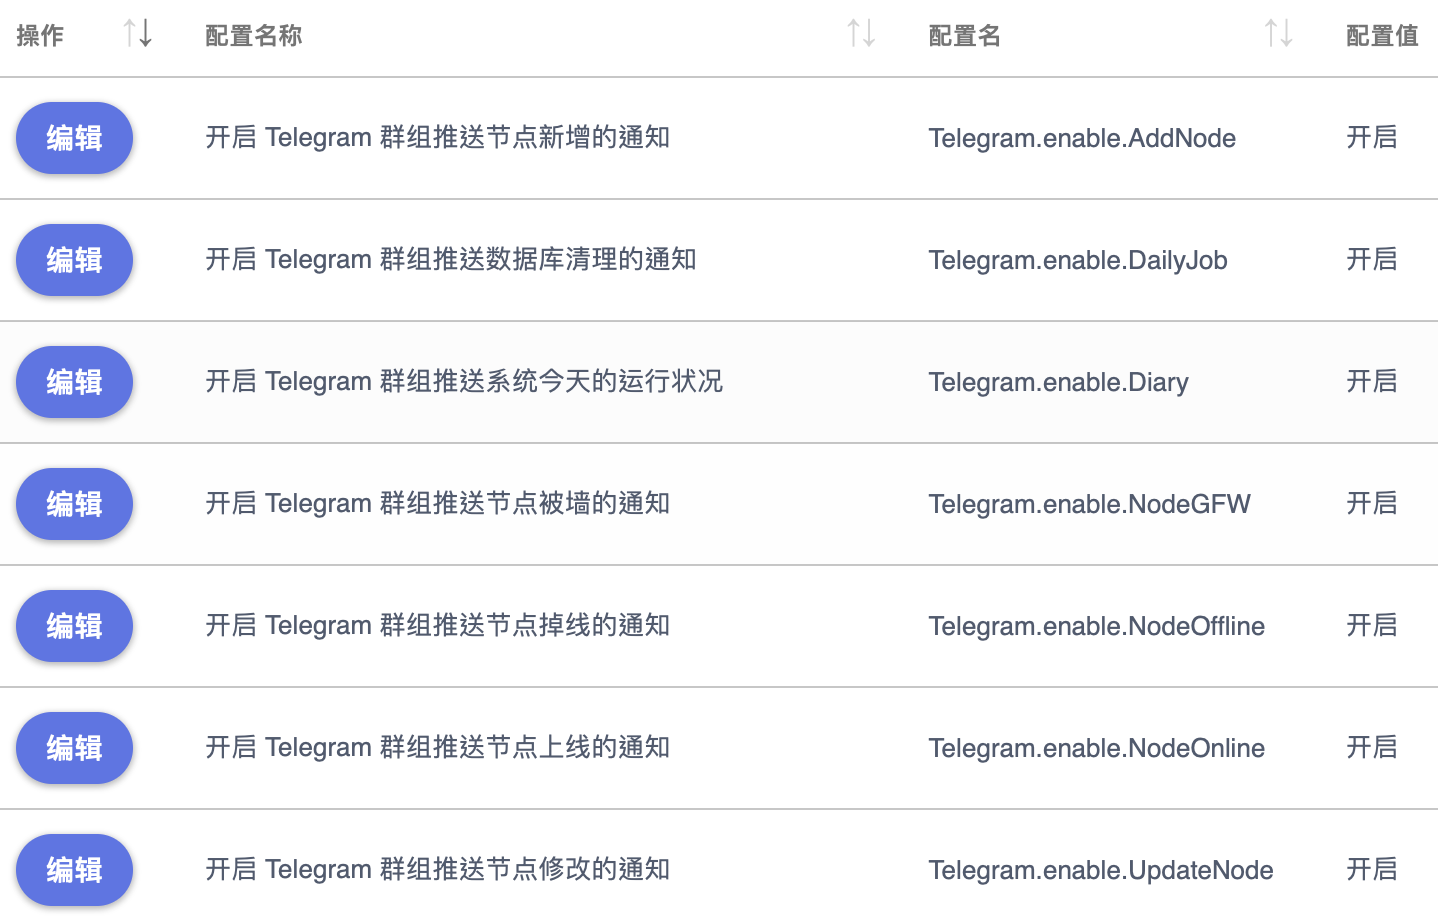 操作 配置名称 配置名 配置值
编辑 开启 Telegram 群组推送节点新增的通知 Telegram.enable.AddNode 开启
编辑 开启 Telegram 群组推送数据库清理的通知 Telegram.enable.DailyJob 开启
编辑 开启 Telegram 群组推送系统今天的运行状况 Telegram.enable.Diary 开启
编辑 开启 Telegram 群组推送节点被墙的通知 Telegram.enable.NodeGFW 开启
编辑 开启 Telegram 群组推送节点掉线的通知 Telegram.enable.NodeOffline 开启
编辑 开启 Telegram 群组推送节点上线的通知 Telegram.enable.NodeOnline 开启
编辑 开启 Telegram 群组推送节点修改的通知 Telegram.enable.UpdateNode 开启